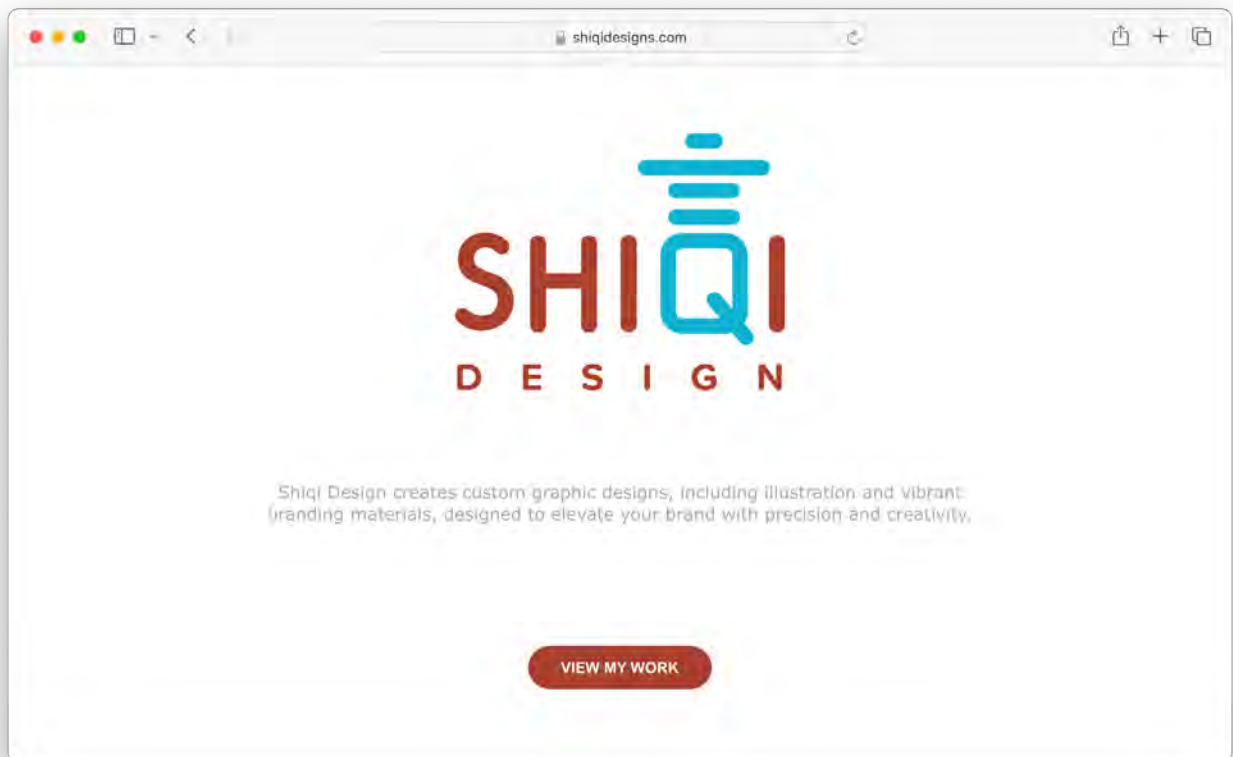 shiqidesigns.com
SHIQI
DESIGN
Shiqi Design creates custom graphic designs, including illustration and vibrant
branding materials, designed to elevate your brand with precision and creativity.
VIEW MY WORK